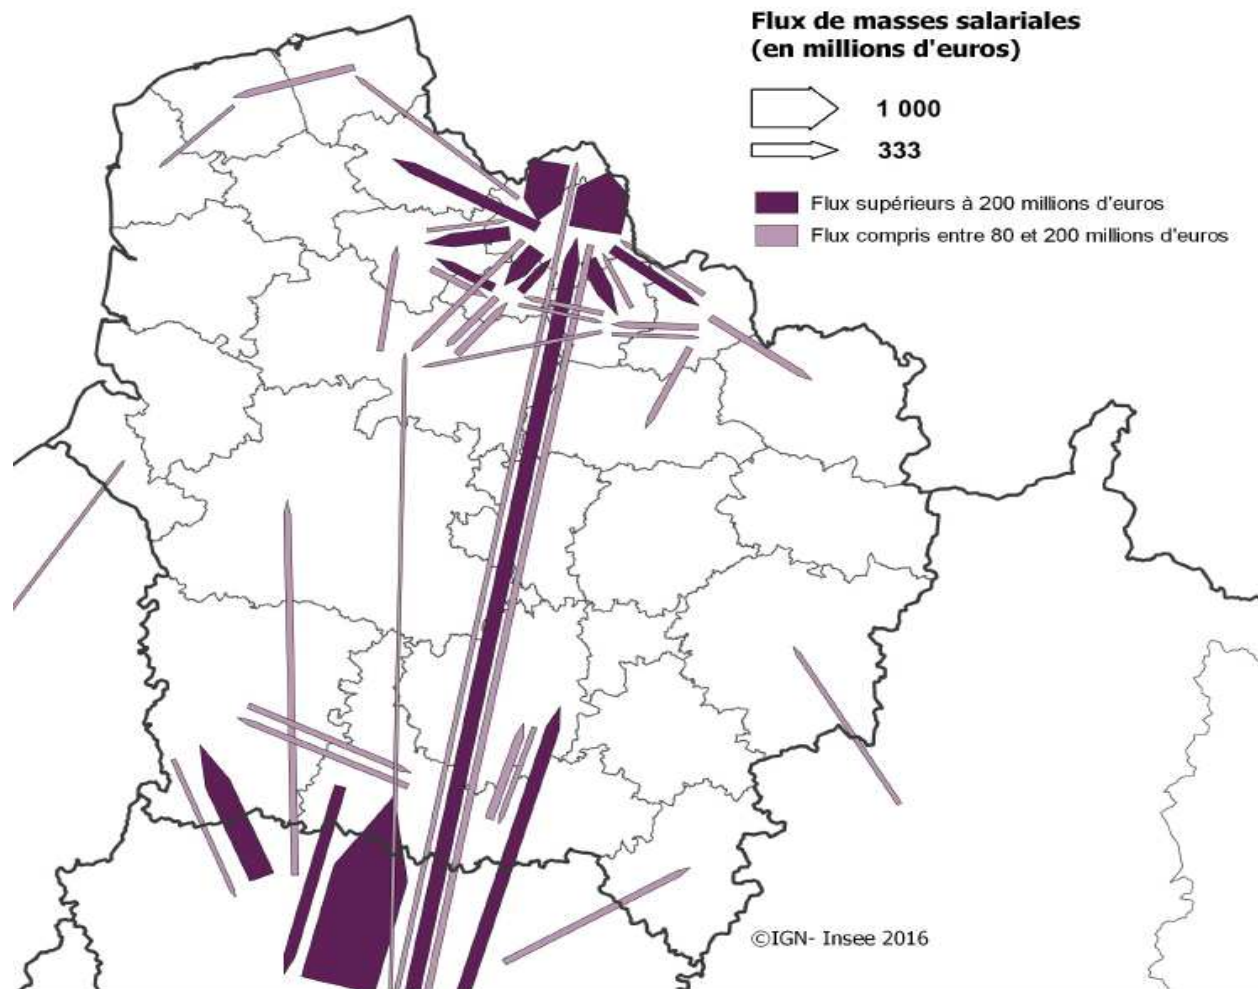 Flux de masses salariales
(en millions d'euros)
1 000
333
Flux supérieurs à 200 millions d'euros
Flux compris entre 80 et 200 millions d'euros
©IGN- Insee 2016